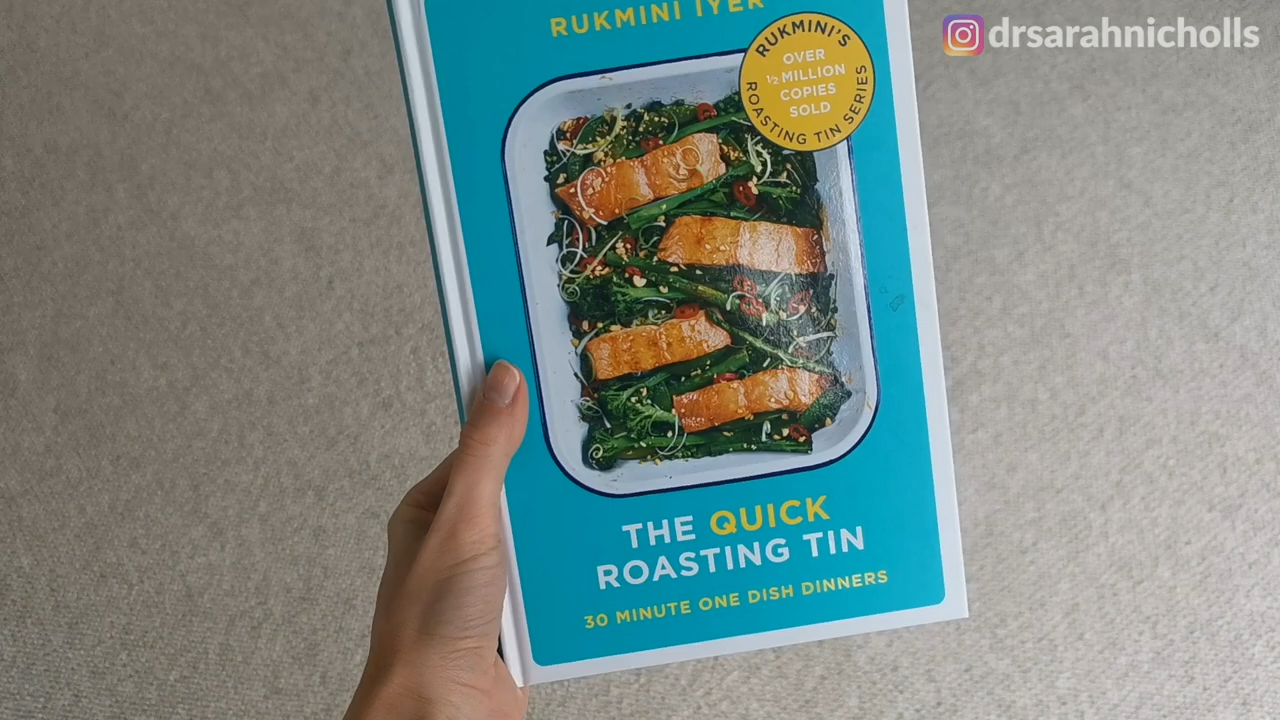 drsarahnicholls
RUKMINI IYER
RUKMINI'S
OVER
½ MILLION
COPIES
SOLD
ROASTING TIN SERIES
THE QUICK
ROASTING TIN
30 MINUTE ONE DISH DINNERS